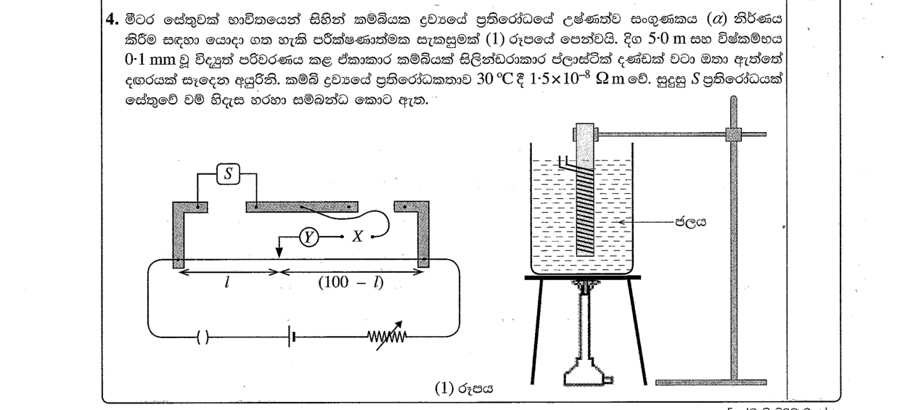 4. මීටර සේතුවක් භාවිතයෙන් සිහින් කම්බියක ද්‍රව්‍යයේ ප්‍රතිරෝධයේ උෂ්ණත්ව සංගුණකය (α) නිර්ණය
කිරීම සඳහා යොදා ගත හැකි පරීක්ෂණාත්මක සැකසුමක් (1) රූපයේ පෙන්වයි. දිග 5·0 m සහ විෂ්කම්භය
0·1 mm වූ විද්‍යුත් පරිවරණය කළ ඒකාකාර කම්බියක් සිලින්ඩරාකාර ප්ලාස්ටික් දණ්ඩක් වටා ඔතා ඇත්තේ
දඟරයක් සෑදෙන අයුරිනි. කම්බි ද්‍රව්‍යයේ ප්‍රතිරෝධකතාව 30 °C දී 1·5×10⁻⁸ Ω m වේ. සුදුසු S ප්‍රතිරෝධයක්
සේතුවේ වම් හිදැස හරහා සම්බන්ධ කොට ඇත.
S
Y
X
ජලය
l
(100 − l)
(1) රූපය